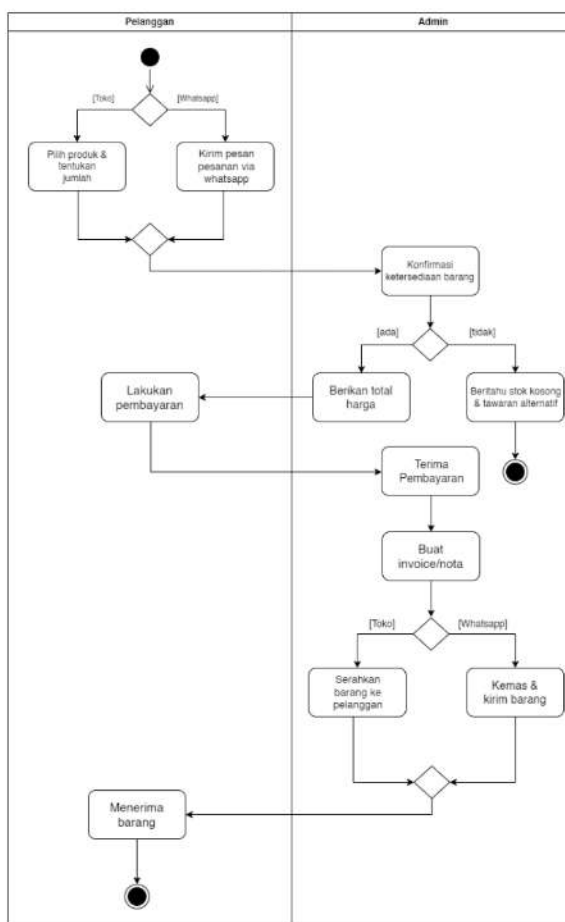 Pelanggan
Admin
[Toko]
[Whatsapp]
Pilih produk &
tentukan
jumlah
Kirim pesan
pesanan via
whatsapp
Konfirmasi
ketersediaan barang
[ada]
[tidak]
Lakukan
pembayaran
Berikan total
harga
Beritahu stok kosong
& tawaran alternatif
Terima
Pembayaran
Buat
invoice/nota
[Toko]
[Whatsapp]
Serahkan
barang ke
pelanggan
Kemas &
kirim barang
Menerima
barang